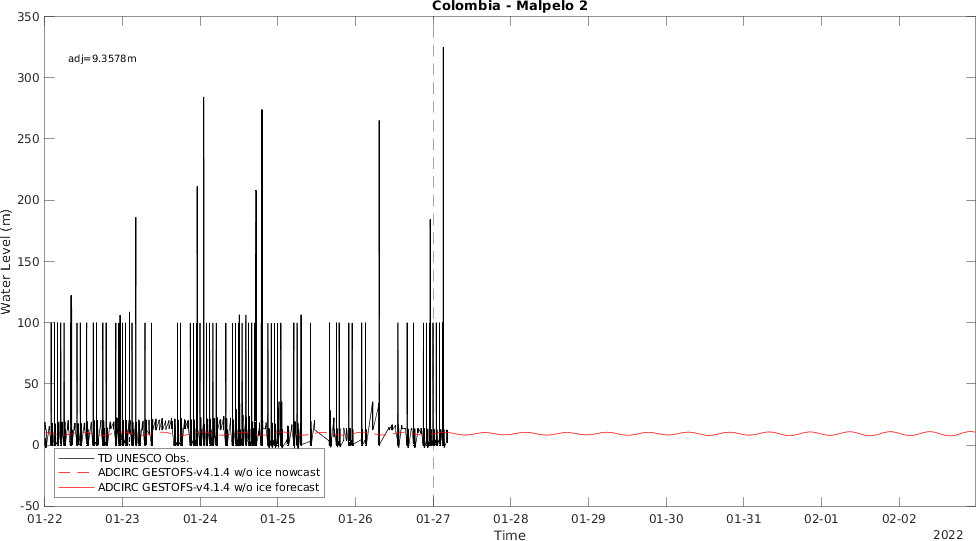 Colombia - Malpelo 2
350
adj=9.3578m
300
250
200
150
100
50
0
-50
Water Level (m)
TD UNESCO Obs.
ADCIRC GESTOFS-v4.1.4 w/o ice nowcast
ADCIRC GESTOFS-v4.1.4 w/o ice forecast
01-22 01-23 01-24 01-25 01-26 01-27 01-28 01-29 01-30 01-31 02-01 02-02
Time
2022